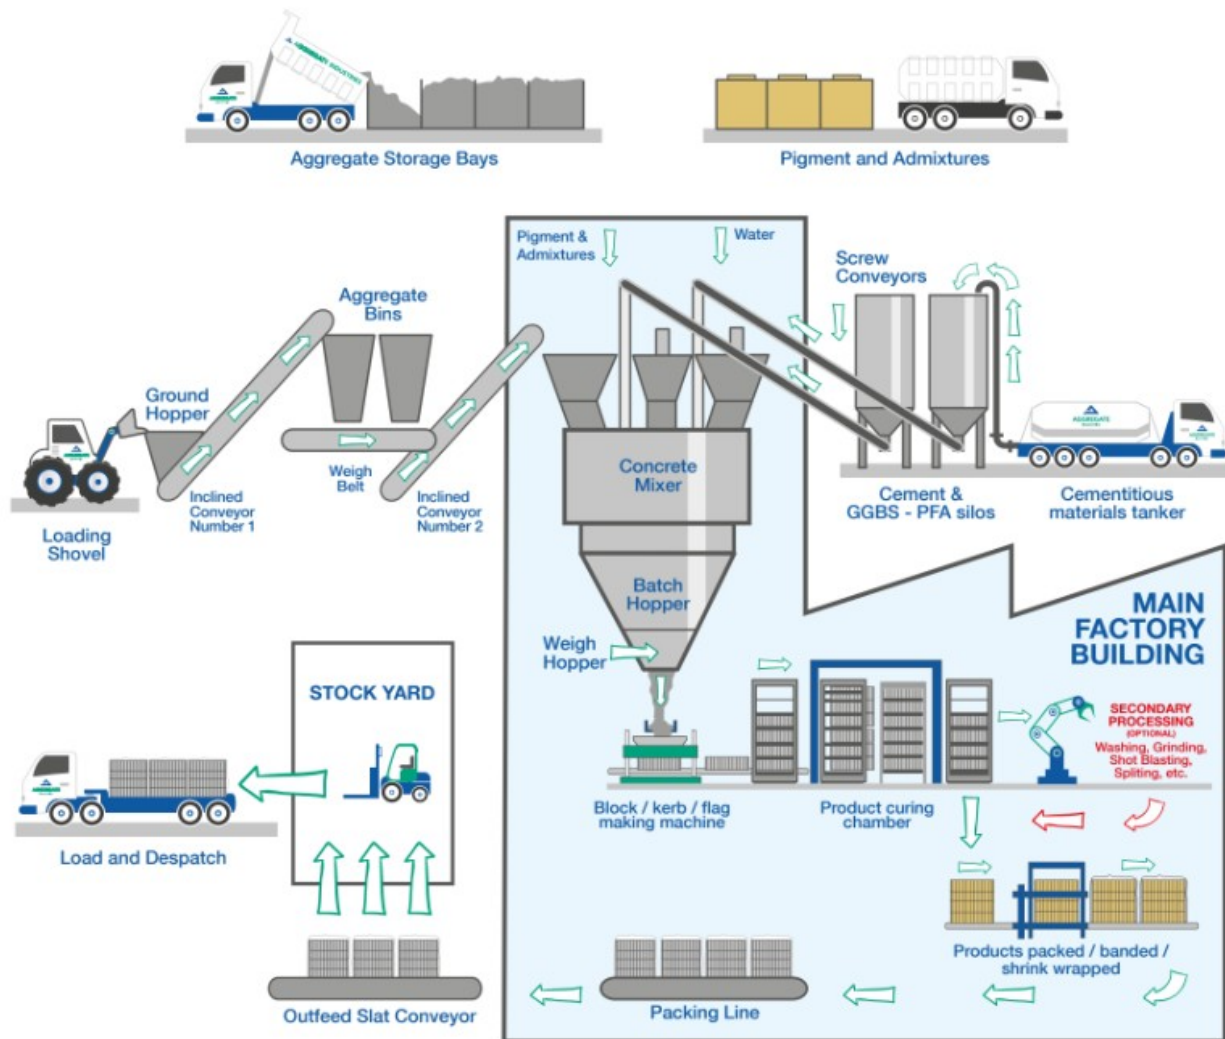 AGGREGATE INDUSTRIES
Aggregate Storage Bays
Pigment and Admixtures
Pigment &
Admixtures
Water
Screw
Conveyors
Aggregate
Bins
Ground
Hopper
Inclined
Conveyor
Number 1
Weigh
Belt
Inclined
Conveyor
Number 2
Loading
Shovel
Concrete
Mixer
Cement &
GGBS - PFA silos
AGGREGATE
Cementitious
materials tanker
Batch
Hopper
Weigh
Hopper
MAIN
FACTORY
BUILDING
STOCK YARD
SECONDARY
PROCESSING
(OPTIONAL)
Washing, Grinding,
Shot Blasting,
Spliting, etc.
Block / kerb / flag
making machine
Product curing
chamber
Load and Despatch
Products packed / banded /
shrink wrapped
Outfeed Slat Conveyor
Packing Line